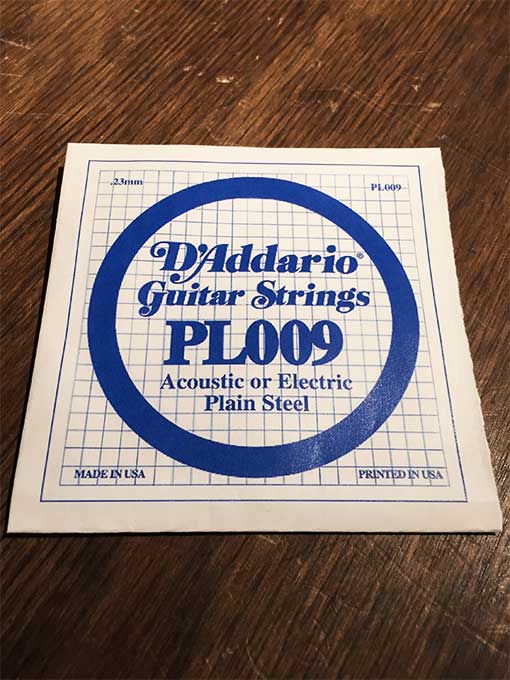 .23mm PL009
D'Addario®
Guitar Strings
PL009
Acoustic or Electric
Plain Steel
MADE IN USA PRINTED IN USA